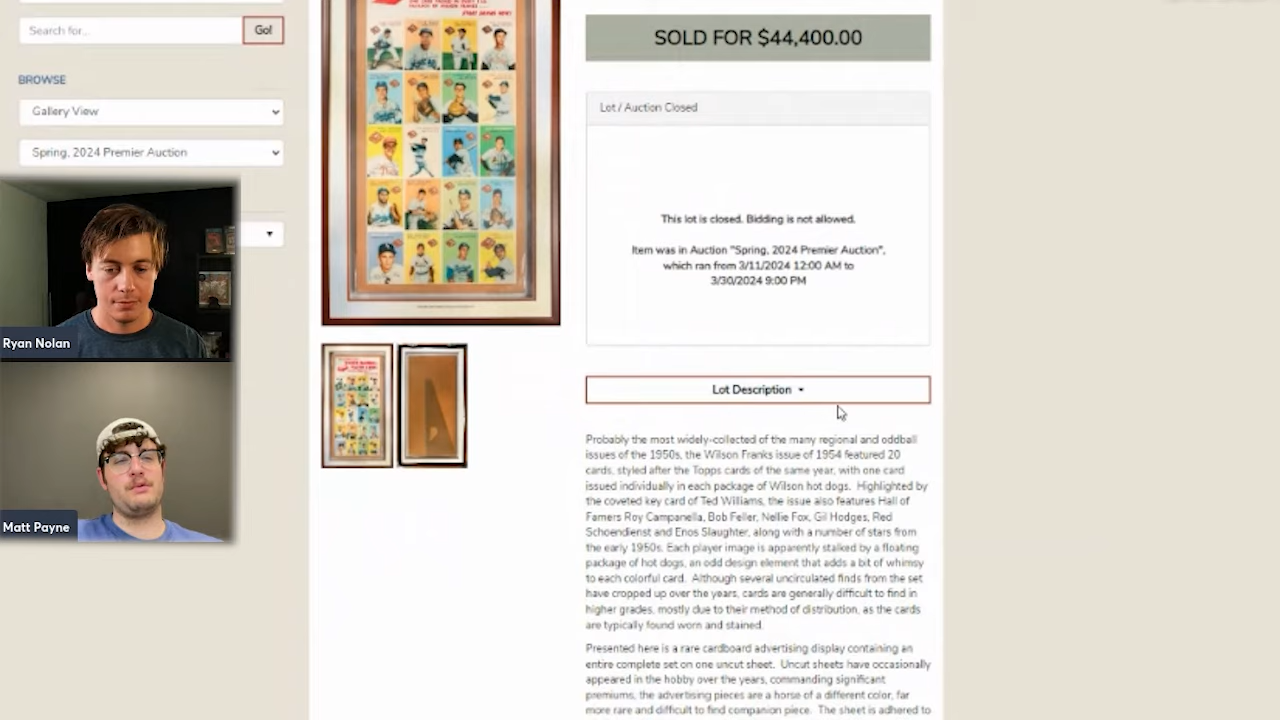 Search for...
Go!
BROWSE
Gallery View
Spring, 2024 Premier Auction
Ryan Nolan
Matt Payne
SOLD FOR $44,400.00
Lot / Auction Closed
This lot is closed. Bidding is not allowed.
Item was in Auction "Spring, 2024 Premier Auction",
which ran from 3/11/2024 12:00 AM to
3/30/2024 9:00 PM
Lot Description
Probably the most widely-collected of the many regional and oddball
issues of the 1950s, the Wilson Franks issue of 1954 featured 20
cards, styled after the Topps cards of the same year, with one card
issued individually in each package of Wilson hot dogs. Highlighted by
the coveted key card of Ted Williams, the issue also features Hall of
Famers Roy Campanella, Bob Feller, Nellie Fox, Gil Hodges, Red
Schoendienst and Enos Slaughter, along with a number of stars from
the early 1950s. Each player image is apparently stalked by a floating
package of hot dogs, an odd design element that adds a bit of whimsy
to each colorful card. Although several uncirculated finds from the set
have cropped up over the years, cards are generally difficult to find in
higher grades, mostly due to their method of distribution, as the cards
are typically found worn and stained.
Presented here is a rare cardboard advertising display containing an
entire complete set on one uncut sheet. Uncut sheets have occasionally
appeared in the hobby over the years, commanding significant
premiums, the advertising pieces are a horse of a different color, far
more rare and difficult to find companion piece. The sheet is adhered to